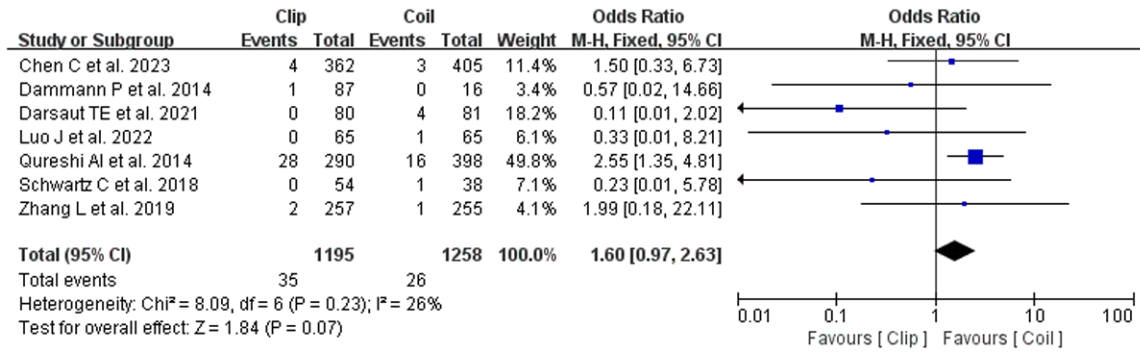 Clip Coil Odds Ratio Odds Ratio
Study or Subgroup Events Total Events Total Weight M-H, Fixed, 95% CI M-H, Fixed, 95% CI
Chen C et al. 2023 4 362 3 405 11.4% 1.50 [0.33, 6.73]
Dammann P et al. 2014 1 87 0 16 3.4% 0.57 [0.02, 14.66]
Darsaut TE et al. 2021 0 80 4 81 18.2% 0.11 [0.01, 2.02]
Luo J et al. 2022 0 65 1 65 6.1% 0.33 [0.01, 8.21]
Qureshi AI et al. 2014 28 290 16 398 49.8% 2.55 [1.35, 4.81]
Schwartz C et al. 2018 0 54 1 38 7.1% 0.23 [0.01, 5.78]
Zhang L et al. 2019 2 257 1 255 4.1% 1.99 [0.18, 22.11]
Total (95% CI) 1195 1258 100.0% 1.60 [0.97, 2.63]
Total events 35 26
Heterogeneity: Chi² = 8.09, df = 6 (P = 0.23); I² = 26%
Test for overall effect: Z = 1.84 (P = 0.07)
0.01 0.1 1 10 100
Favours [Clip] Favours [Coil]